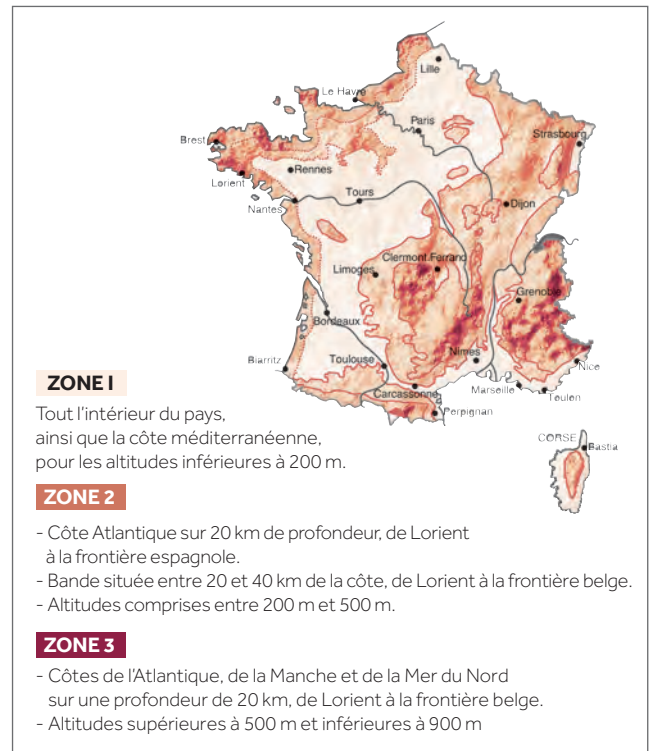 Lille
Le Havre
Paris
Strasbourg
Brest
Rennes
Lorient
Tours
Dijon
Nantes
Clermont Ferrand
Limoges
Grenoble
Bordeaux
Biarritz
Toulouse
Nîmes
Nice
Carcassonne
Marseille
Toulon
Perpignan
CORSE
Bastia
ZONE I
Tout l’intérieur du pays,
ainsi que la côte méditerranéenne,
pour les altitudes inférieures à 200 m.
ZONE 2
- Côte Atlantique sur 20 km de profondeur, de Lorient
à la frontière espagnole.
- Bande située entre 20 et 40 km de la côte, de Lorient à la frontière belge.
- Altitudes comprises entre 200 m et 500 m.
ZONE 3
- Côtes de l’Atlantique, de la Manche et de la Mer du Nord
sur une profondeur de 20 km, de Lorient à la frontière belge.
- Altitudes supérieures à 500 m et inférieures à 900 m